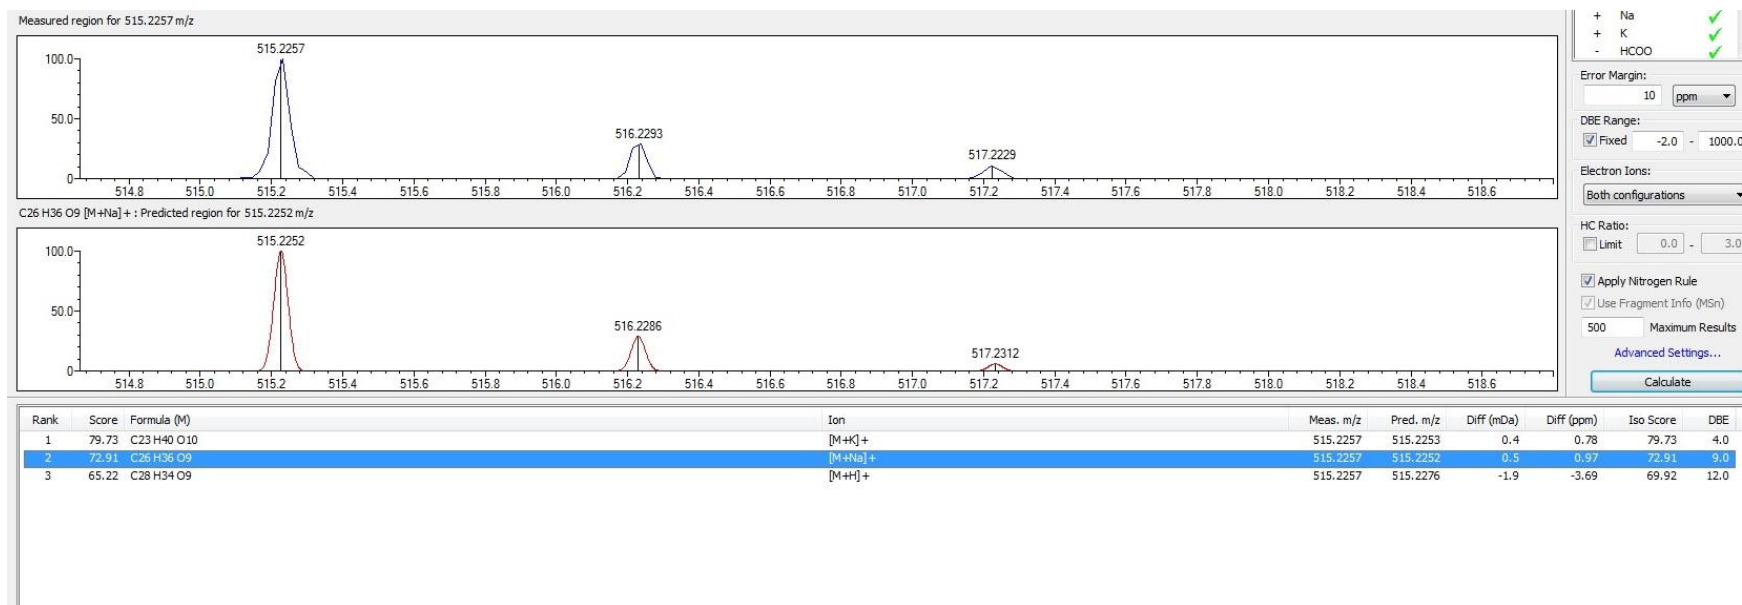 Measured region for 515.2257 m/z
515.2257
516.2293
517.2229
100.0
50.0
0
514.8 515.0 515.2 515.4 515.6 515.8 516.0 516.2 516.4 516.6 516.8 517.0 517.2 517.4 517.6 517.8 518.0 518.2 518.4 518.6
C26 H36 O9 [M+Na]+ : Predicted region for 515.2252 m/z
515.2252
516.2286
517.2312
100.0
50.0
0
514.8 515.0 515.2 515.4 515.6 515.8 516.0 516.2 516.4 516.6 516.8 517.0 517.2 517.4 517.6 517.8 518.0 518.2 518.4 518.6
+ Na
+ K
- HCOO
Error Margin:
10 ppm
DBE Range:
Fixed -2.0 - 1000.0
Electron Ions:
Both configurations
HC Ratio:
Limit 0.0 - 3.0
Apply Nitrogen Rule
Use Fragment Info (MSn)
500 Maximum Results
Advanced Settings...
Calculate
Rank Score Formula (M) Ion Meas. m/z Pred. m/z Diff (mDa) Diff (ppm) Iso Score DBE
1 79.73 C23 H40 O10 [M+K]+ 515.2257 515.2253 0.4 0.78 79.73 4.0
2 72.91 C26 H36 O9 [M+Na]+ 515.2257 515.2252 0.5 0.97 72.91 9.0
3 65.22 C28 H34 O9 [M+H]+ 515.2257 515.2276 -1.9 -3.69 69.92 12.0